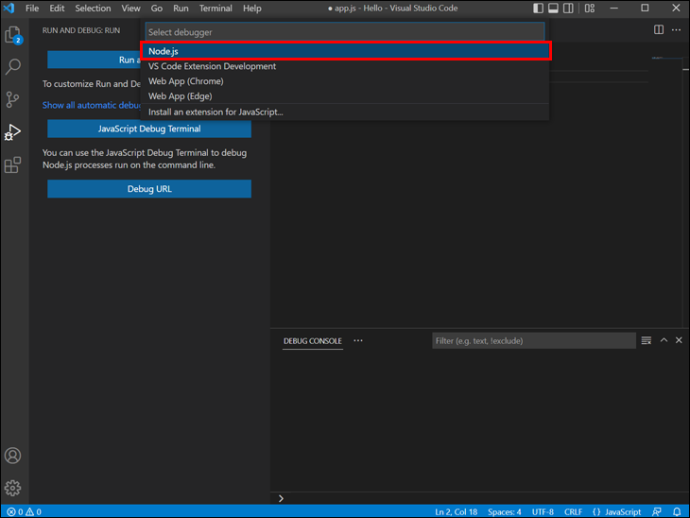 File Edit Selection View Go Run Terminal Help
● app.js - Hello - Visual Studio Code
RUN AND DEBUG: RUN
Select debugger
Node.js
VS Code Extension Development
Web App (Chrome)
Web App (Edge)
Install an extension for JavaScript...
2
Run a
To customize Run and De
Show all automatic debu
JavaScript Debug Terminal
You can use the JavaScript Debug Terminal to debug
Node.js processes run on the command line.
Debug URL
DEBUG CONSOLE
Filter (e.g. text, !exclude)
0 0
Ln 2, Col 18 Spaces: 4 UTF-8 CRLF {} JavaScript